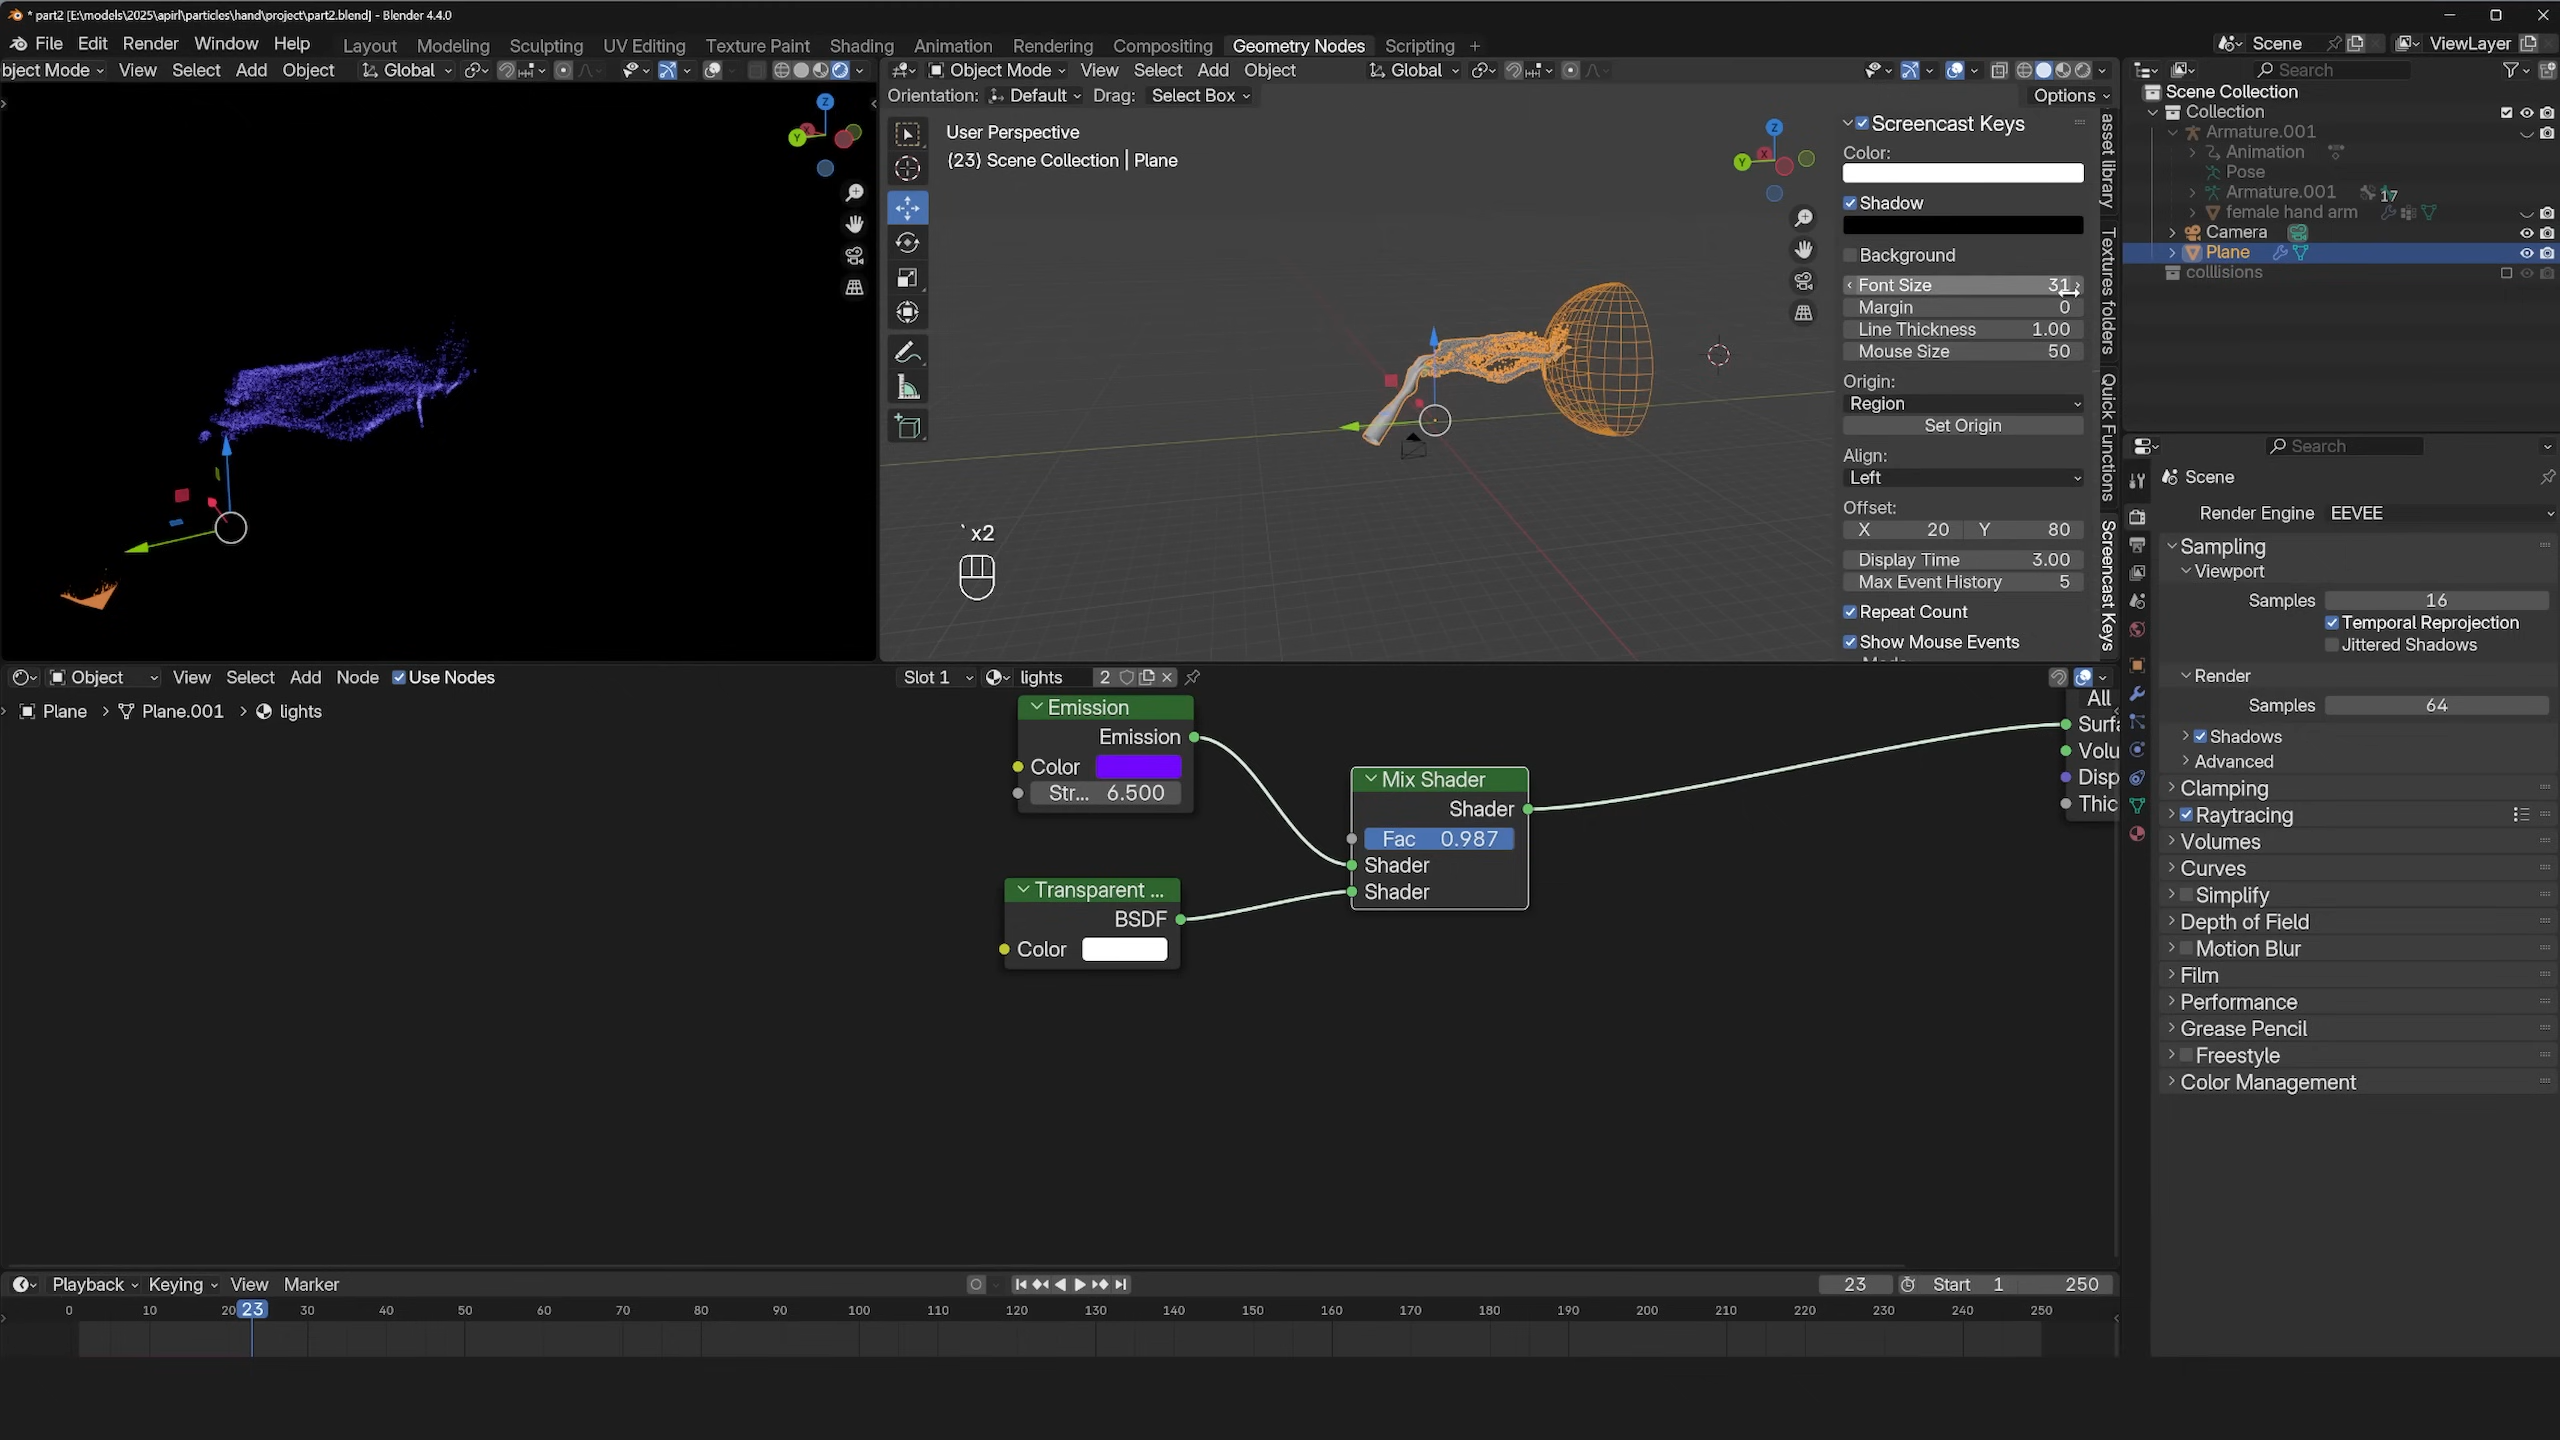 * part2 [E:\models\2025\apirl\particles\hand\project\part2.blend] - Blender 4.4.0
File Edit Render Window Help Layout Modeling Sculpting UV Editing Texture Paint Shading Animation Rendering Compositing Geometry Nodes Scripting + Scene ViewLayer
bject Mode View Select Add Object Global
Object Mode View Select Add Object Global
Search
Orientation: Default Drag: Select Box Options
User Perspective
(23) Scene Collection | Plane
Z
Y
Z
Y
X
` x2
Screencast Keys
Color:
Shadow
Background
Font Size 31
Margin 0
Line Thickness 1.00
Mouse Size 50
Origin:
Region
Set Origin
Align:
Left
Offset:
X 20 Y 80
Display Time 3.00
Max Event History 5
Repeat Count
Show Mouse Events
asset library
Textures folders
Quick Functions
Screencast Keys
Scene Collection
Collection
Armature.001
Animation
Pose
Armature.001 17
female hand arm
Camera
Plane
colllisions
Search
Scene
Render Engine EEVEE
Sampling
Viewport
Samples 16
Temporal Reprojection
Jittered Shadows
Render
Samples 64
Shadows
Advanced
Clamping
Raytracing
Volumes
Curves
Simplify
Depth of Field
Motion Blur
Film
Performance
Grease Pencil
Freestyle
Color Management
Object View Select Add Node Use Nodes Slot 1 lights 2
Plane > Plane.001 > lights
Emission
Emission
Color
Str... 6.500
Transparent ...
BSDF
Color
Mix Shader
Shader
Fac 0.987
Shader
Shader
All
Surfa
Volu
Disp
Thic
Playback Keying View Marker 23 Start 1 250
0 10 20 23 30 40 50 60 70 80 90 100 110 120 130 140 150 160 170 180 190 200 210 220 230 240 250